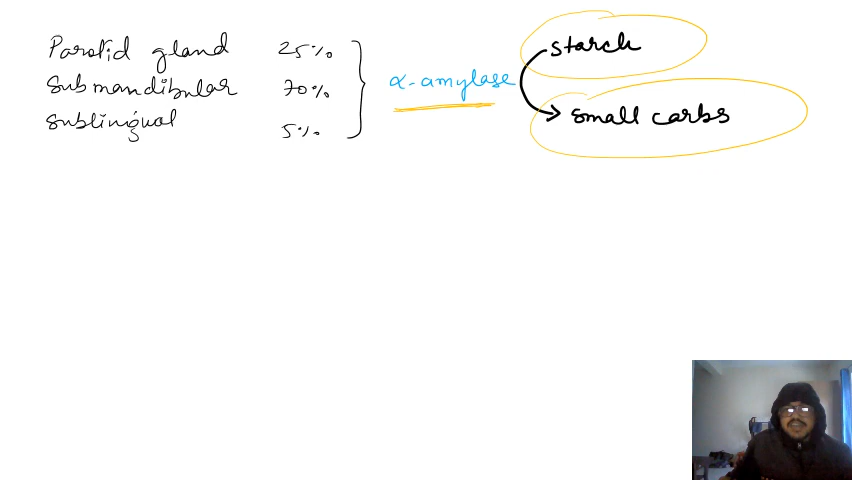 Parotid gland 25%
Submandibular 70%
Sublingual 5%
α-amylase
starch
small carbs